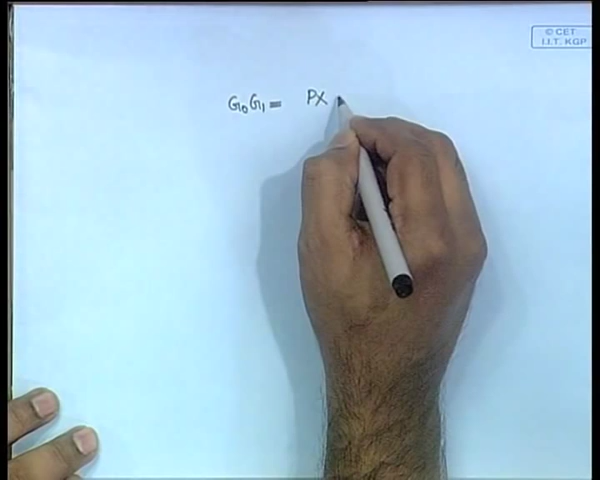 © CET
I.I.T. KGP
G₀G₁ = PX